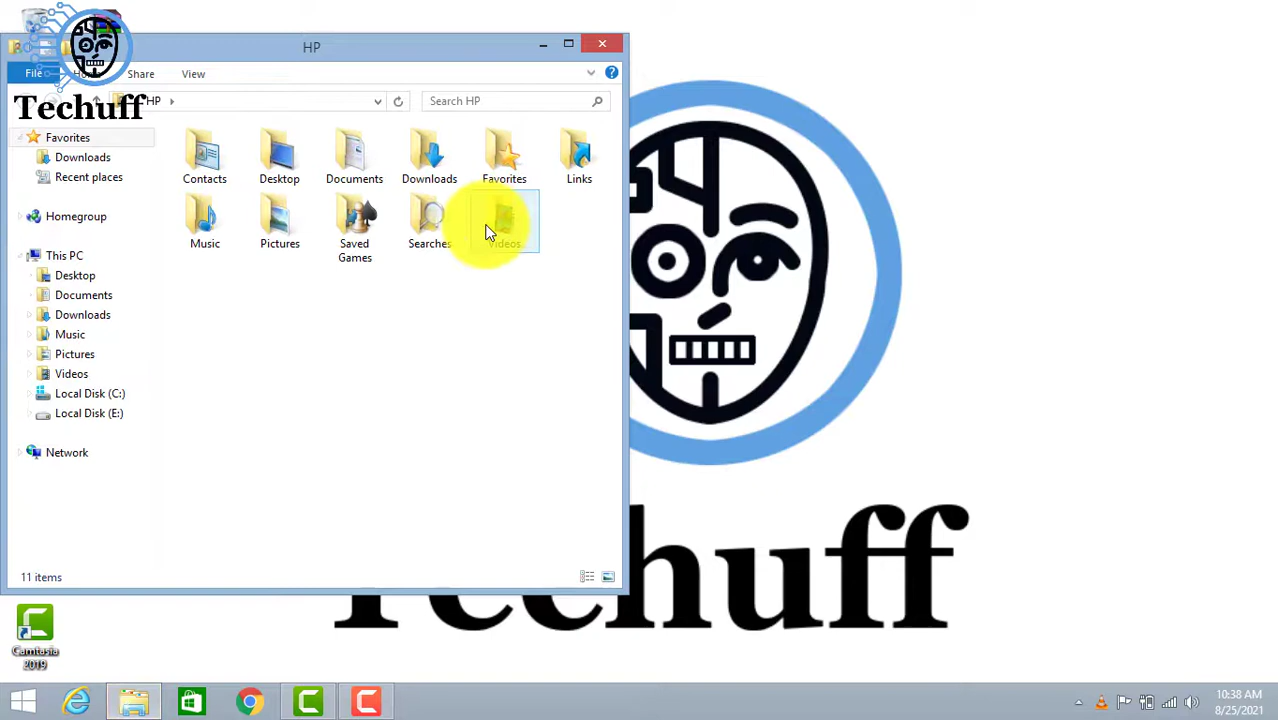 HP
File
Share
View
Techuff
HP
Search HP
Favorites
Downloads
Recent places
Homegroup
This PC
Desktop
Documents
Downloads
Music
Pictures
Videos
Local Disk (C:)
Local Disk (E:)
Network
Contacts
Desktop
Documents
Downloads
Favorites
Links
Music
Pictures
Saved
Games
Searches
Videos
11 items
Techuff
Camtasia
2019
10:38 AM
8/25/2021